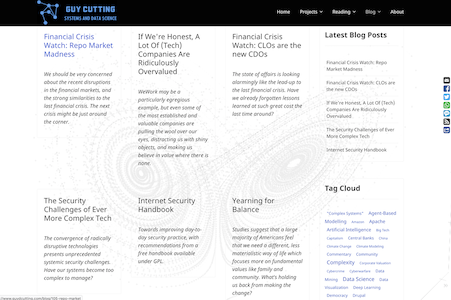 GUY CUTTING
SYSTEMS AND DATA SCIENCE
Home Projects Reading Blog About
Financial Crisis
Watch: Repo Market
Madness
We should be very concerned
about the recent disruptions
in the financial markets, and
the strong similarities to the
last financial crisis. The next
crisis might be just around
the corner.
If We're Honest, A
Lot Of (Tech)
Companies Are
Ridiculously
Overvalued
WeWork may be a
particularly egregious
example, but even some of
the most established and
valuable companies are
pulling the wool over our
eyes, distracting us with shiny
objects, and making us
believe in value where there is
none.
Financial Crisis
Watch: CLOs are the
new CDOs
The state of affairs is looking
alarmingly like the lead-up to
the last financial crisis. Have
we already forgotten lessons
learned at such great cost the
last time around?
The Security
Challenges of Ever
More Complex Tech
The convergence of radically
disruptive technologies
presents unprecedented
systemic security challenges.
Have our systems become too
complex to manage?
Internet Security
Handbook
Towards improving day-to-
day security practice, with
recommendations from a
free handbook available
under GPL.
Yearning for
Balance
Studies suggest that a large
majority of Americans feel
that we need a different, less
materialistic way of life which
focuses more on fundamental
values like family and
community. What's holding
us back from making the
change?
Latest Blog Posts
Financial Crisis Watch: Repo
Market Madness
Financial Crisis Watch: CLOs are
the new CDOs
If We're Honest, A Lot Of (Tech)
Companies Are Ridiculously
Overvalued
The Security Challenges of Ever
More Complex Tech
Internet Security Handbook
Tag Cloud
"Complex Systems" Agent-Based
Modelling Amazon Apache
Artificial Intelligence Big Tech
Capitalism Central Banks China
Climate Change Climate Modelling
Commentary Community
Complexity Corporate Valuation
Cybercrime Cyberwarfare Data
Mining Data Science Data
Visualisation Deep Learning
Democracy Drupal